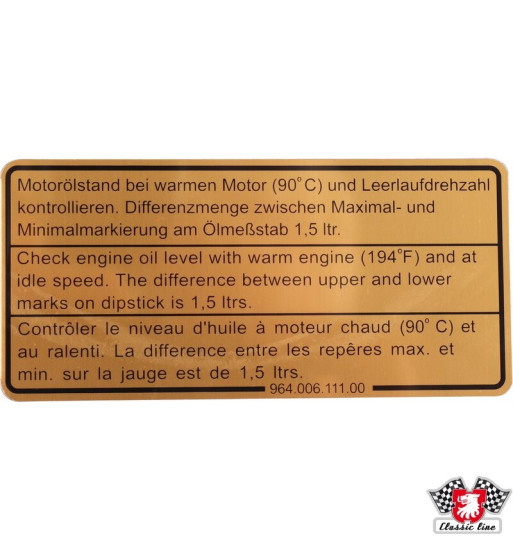 Motorölstand bei warmen Motor (90°C) und Leerlaufdrehzahl
kontrollieren. Differenzmenge zwischen Maximal- und
Minimalmarkierung am Ölmeßstab 1,5 ltr.
Check engine oil level with warm engine (194°F) and at
idle speed. The difference between upper and lower
marks on dipstick is 1,5 ltrs.
Contrôler le niveau d'huile à moteur chaud (90° C) et
au ralenti. La difference entre les repêres max. et
min. sur la jauge est de 1,5 ltrs.
964.006.111.00
Classic line